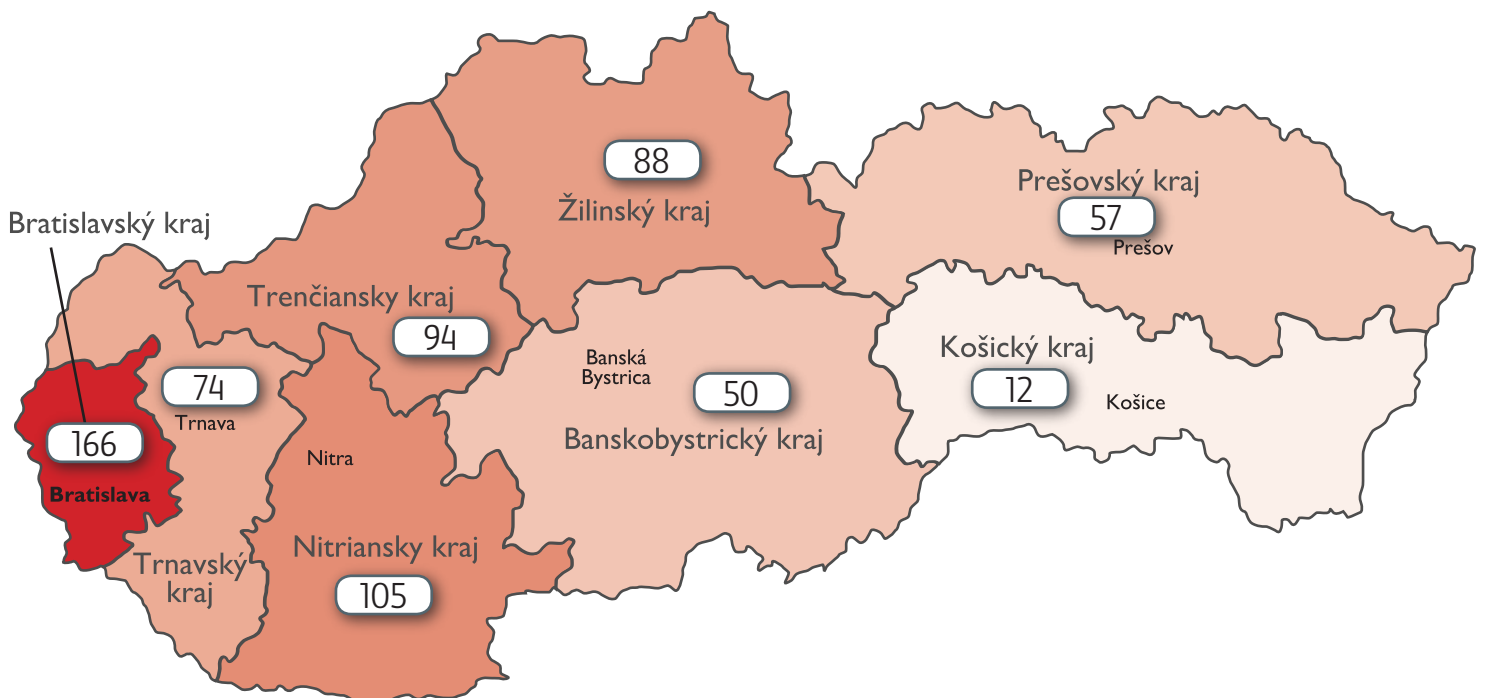 88
Žilinský kraj
Prešovský kraj
57
Prešov
Bratislavský kraj
Trenčiansky kraj
94
Košický kraj
12
Košice
Banská
Bystrica
50
Banskobystrický kraj
74
Trnava
166
Bratislava
Nitra
Nitriansky kraj
105
Trnavský
kraj